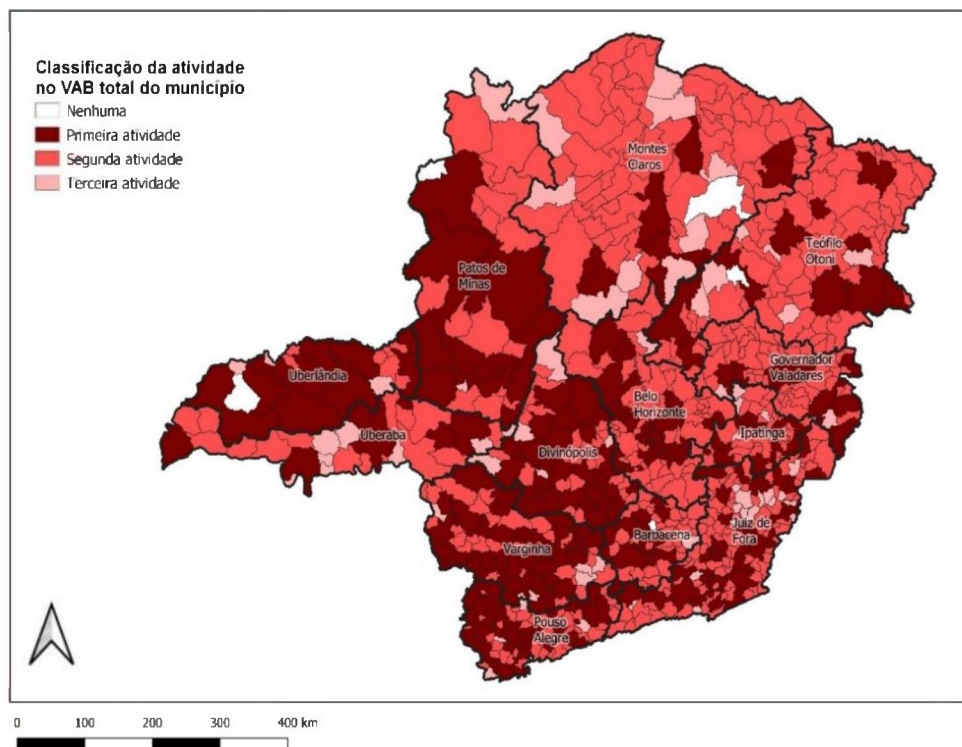 Classificação da atividade
no VAB total do município
Nenhuma
Primeira atividade
Segunda atividade
Terceira atividade
Montes
Claros
Teófilo
Otoni
Patos de
Minas
Governador
Valadares
Uberlândia
Belo
Horizonte
Uberaba
Ipatinga
Divinópolis
Juiz de
Fora
Barbacena
Varginha
Pouso
Alegre
0 100 200 300 400 km